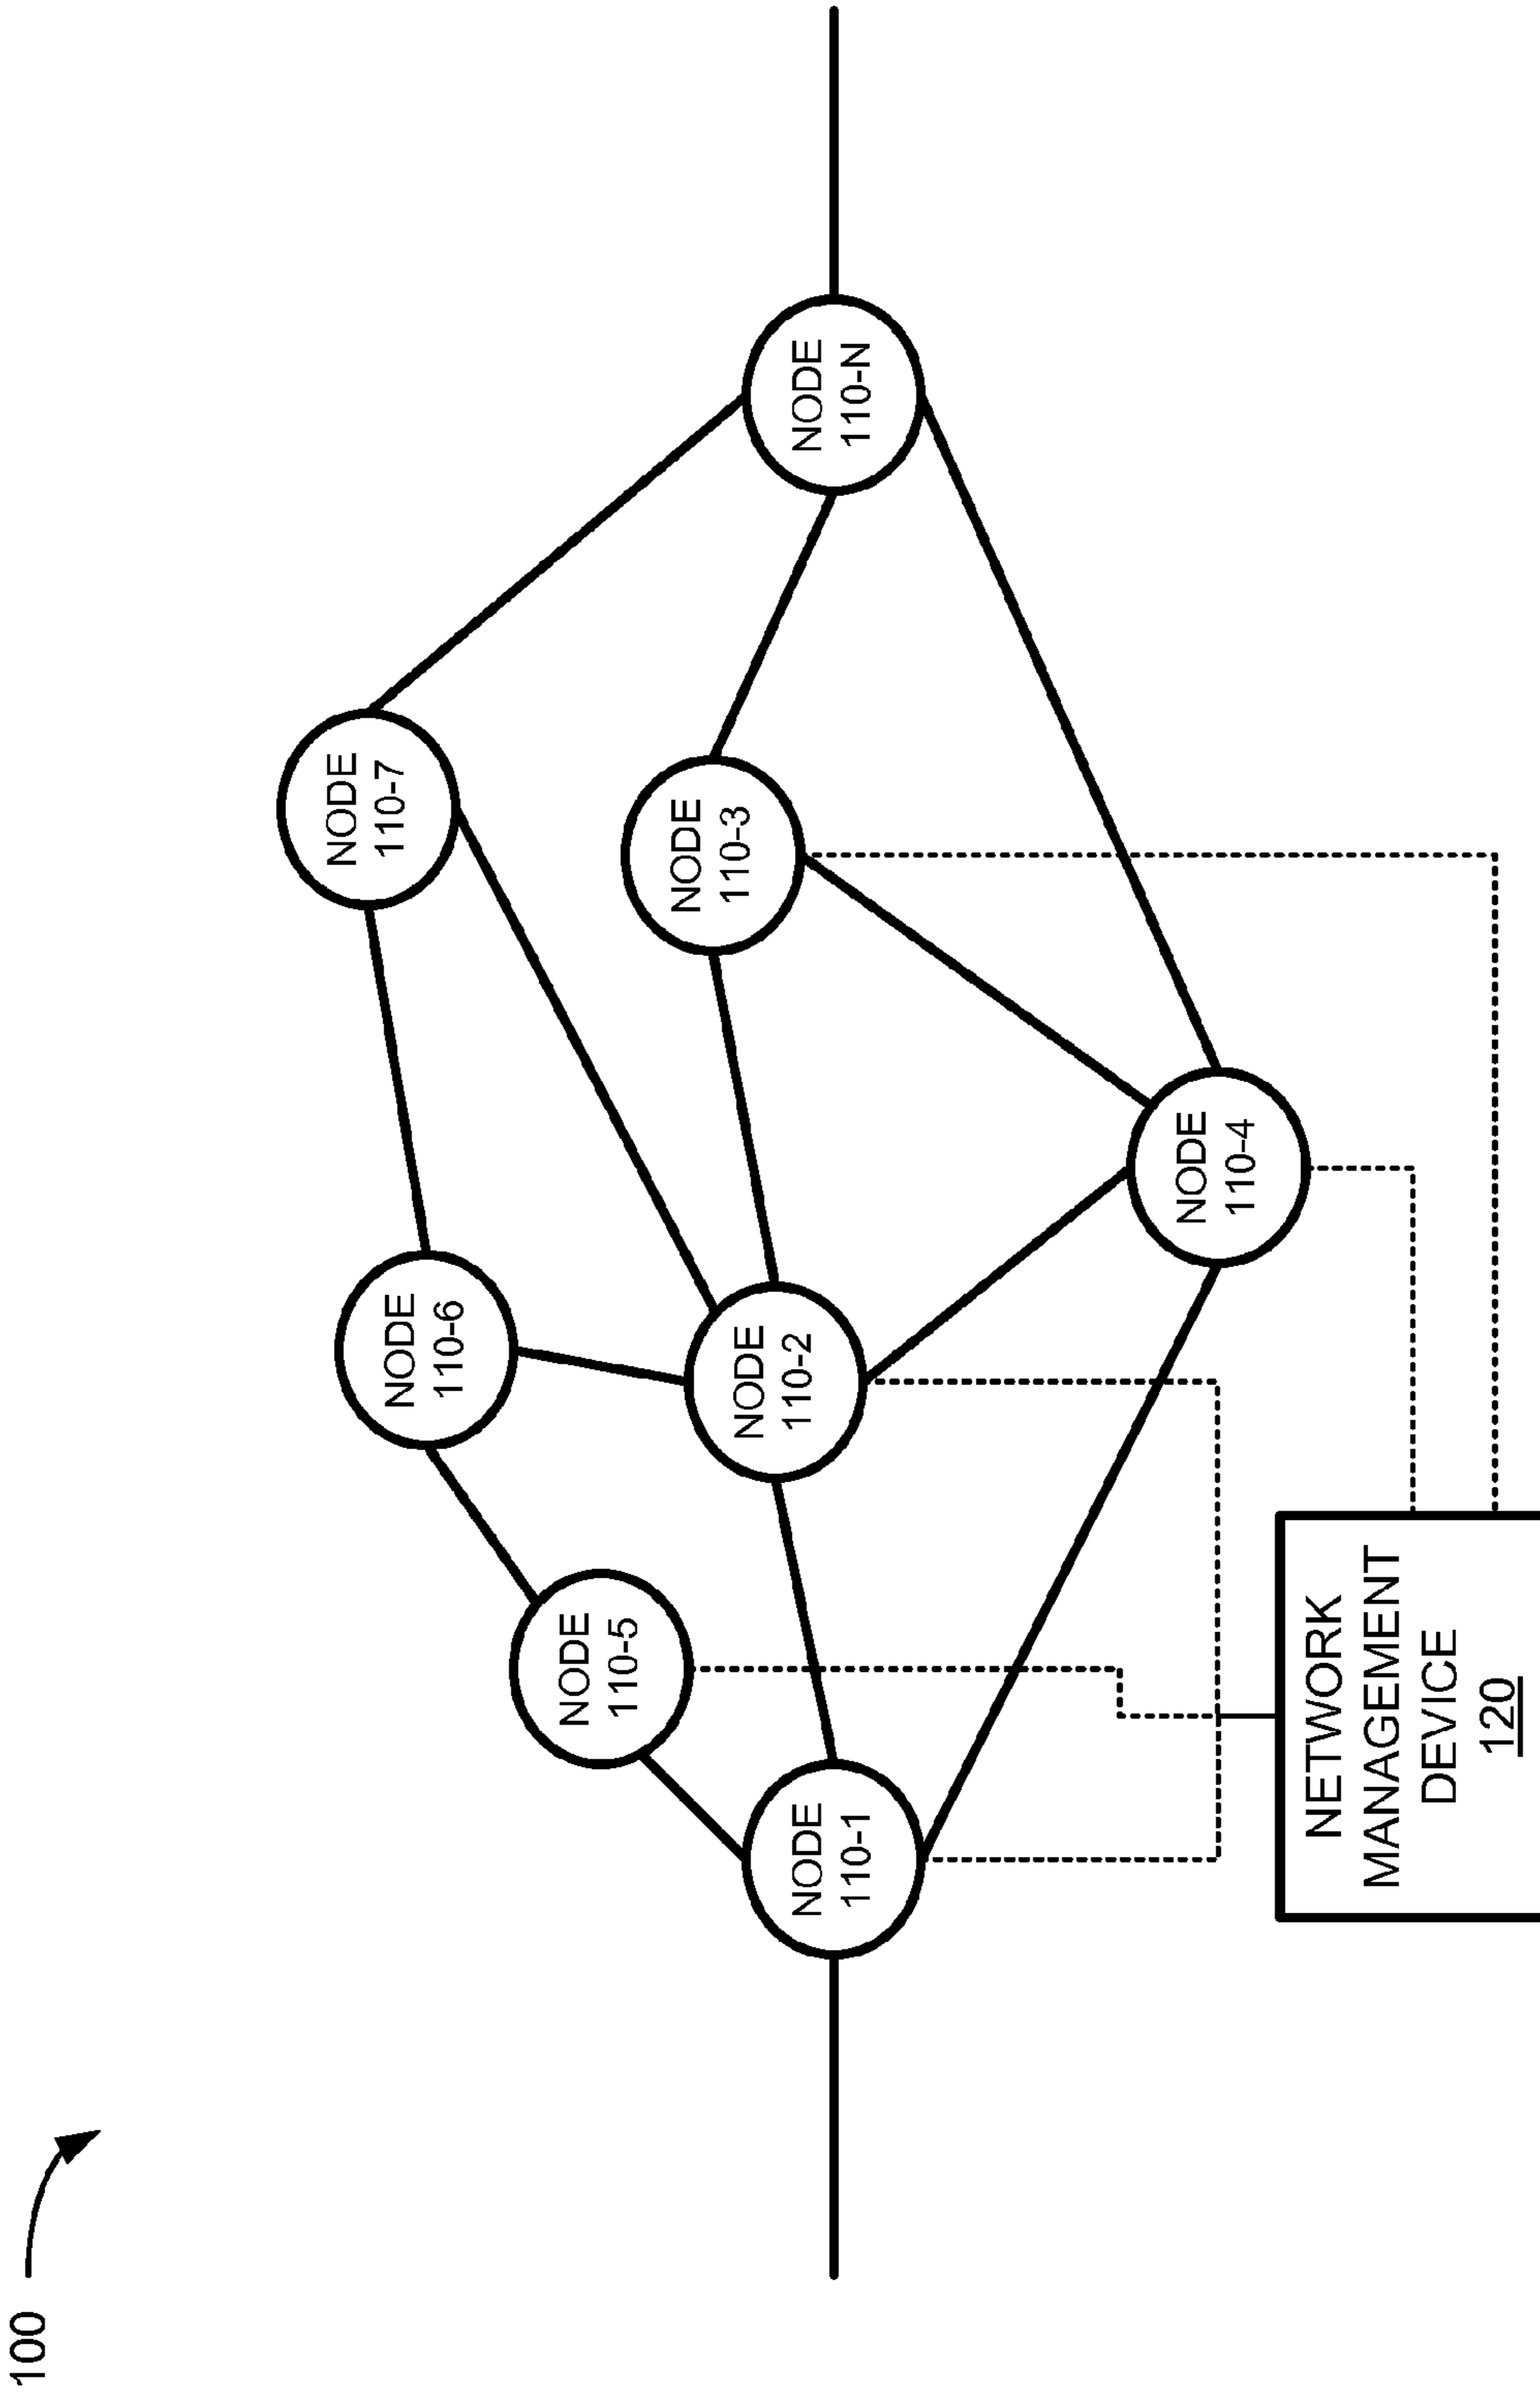 100
NODE
110-7
NODE
110-6
NODE
110-5
NODE
110-3
NODE
110-2
NODE
110-1
NODE
110-N
NODE
110-4
NETWORK
MANAGEMENT
DEVICE
120